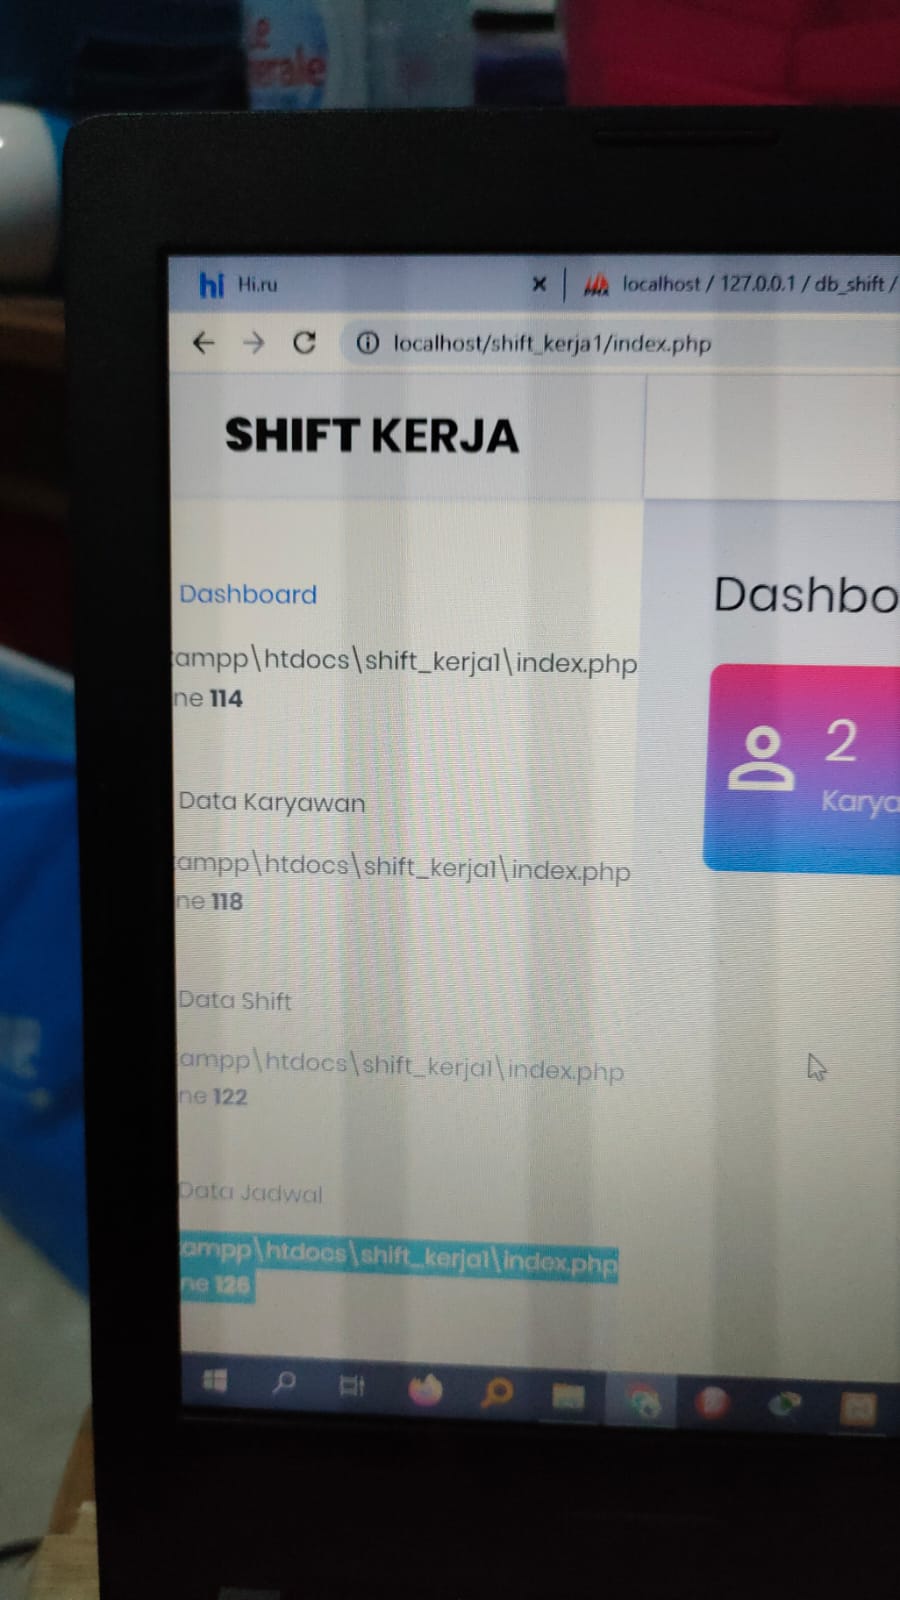 Hi.ru
localhost / 127.0.0.1 / db_shift /
localhost/shift_kerja1/index.php
SHIFT KERJA
Dashboard
Dashbo
ampp\htdocs\shift_kerja1\index.php
ne 114
2
Karya
Data Karyawan
ampp\htdocs\shift_kerja1\index.php
ne 118
Data Shift
ampp\htdocs\shift_kerja1\index.php
ne 122
Data Jadwal
ampp\htdocs\shift_kerja1\index.php
ne 126